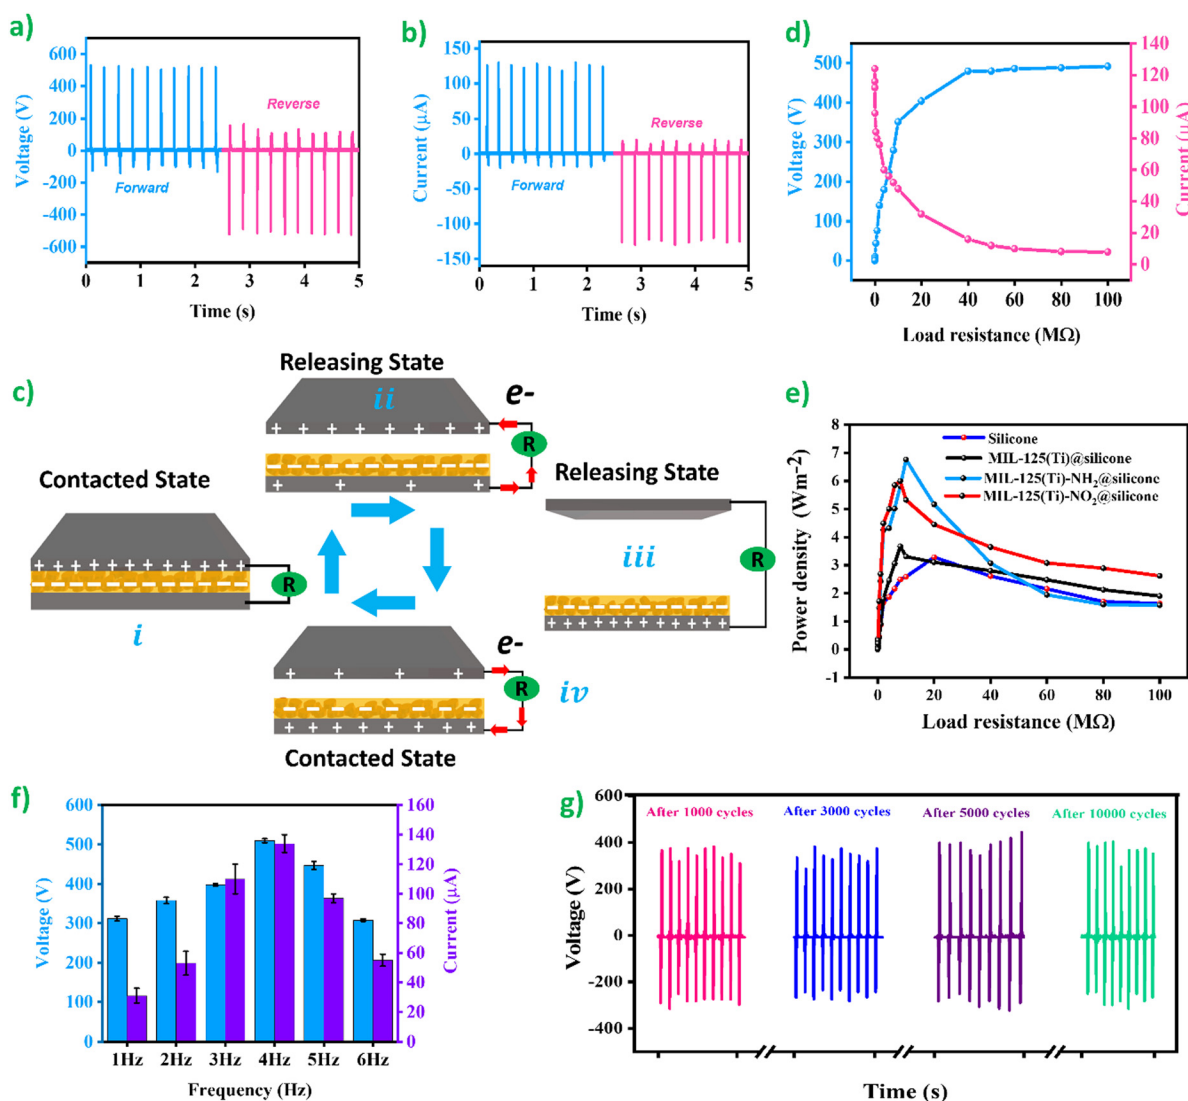 a)
600
400
200
0
-200
-400
-600
Voltage (V)
Reverse
Forward
0 1 2 3 4 5
Time (s)
b)
150
100
50
0
-50
-100
-150
Current (µA)
Reverse
Forward
0 1 2 3 4 5
Time (s)
d)
500
400
300
200
100
0
Voltage (V)
140
120
100
80
60
40
20
0
Current (µA)
0 20 40 60 80 100
Load resistance (MΩ)
c)
Releasing State
ii
e-
R
Contacted State
R
i
Releasing State
iii
R
e-
R
iv
Contacted State
e)
8
7
6
5
4
3
2
1
0
-1
Power density (Wm⁻²)
Silicone
MIL-125(Ti)@silicone
MIL-125(Ti)-NH₂@silicone
MIL-125(Ti)-NO₂@silicone
0 20 40 60 80 100
Load resistance (MΩ)
f)
600
500
400
300
200
100
0
Voltage (V)
160
140
120
100
80
60
40
20
0
Current (µA)
1Hz 2Hz 3Hz 4Hz 5Hz 6Hz
Frequency (Hz)
g)
600
400
200
0
-200
-400
Voltage (V)
After 1000 cycles After 3000 cycles After 5000 cycles After 10000 cycles
Time (s)